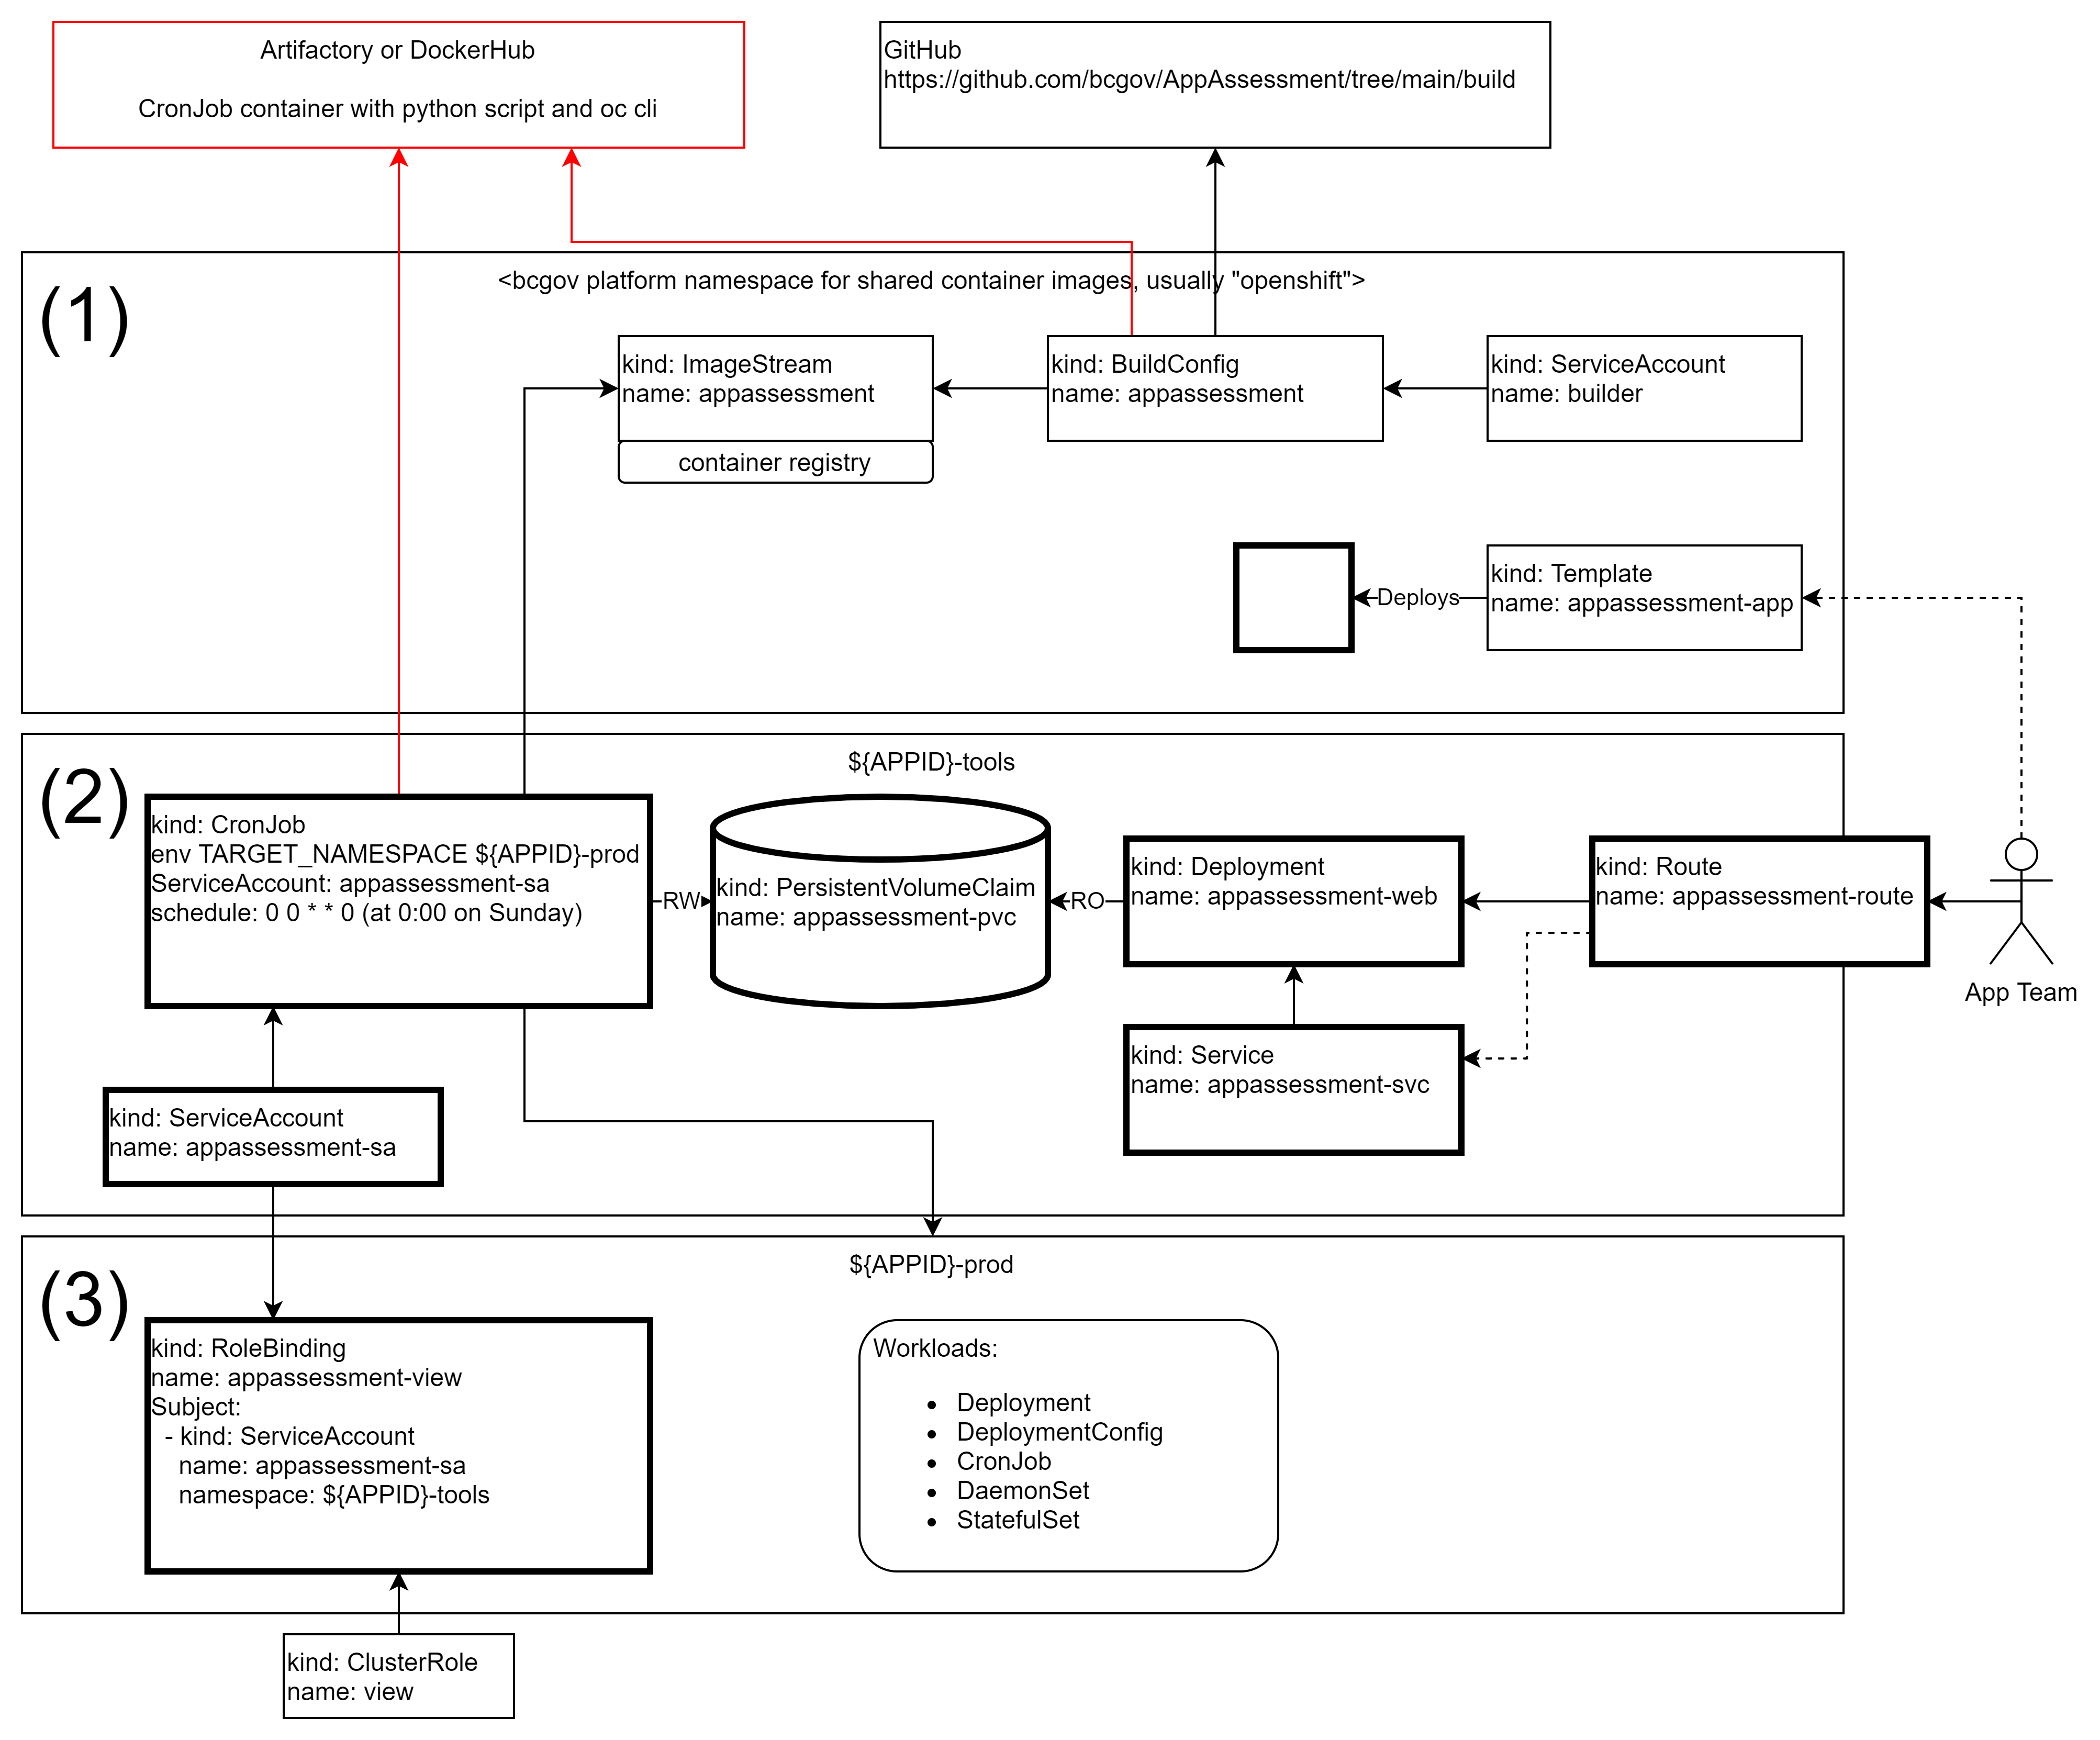 Artifactory or DockerHub
CronJob container with python script and oc cli
GitHub
https://github.com/bcgov/AppAssessment/tree/main/build
(1)
<bcgov platform namespace for shared container images, usually "openshift">
kind: ImageStream
name: appassessment
container registry
kind: BuildConfig
name: appassessment
kind: ServiceAccount
name: builder
Deploys
kind: Template
name: appassessment-app
(2)
${APPID}-tools
kind: CronJob
env TARGET_NAMESPACE ${APPID}-prod
ServiceAccount: appassessment-sa
schedule: 0 0 * * 0 (at 0:00 on Sunday)
RW
kind: PersistentVolumeClaim
name: appassessment-pvc
RO
kind: Deployment
name: appassessment-web
kind: Route
name: appassessment-route
App Team
kind: Service
name: appassessment-svc
kind: ServiceAccount
name: appassessment-sa
(3)
${APPID}-prod
kind: RoleBinding
name: appassessment-view
Subject:
- kind: ServiceAccount
name: appassessment-sa
namespace: ${APPID}-tools
Workloads:
• Deployment
• DeploymentConfig
• CronJob
• DaemonSet
• StatefulSet
kind: ClusterRole
name: view